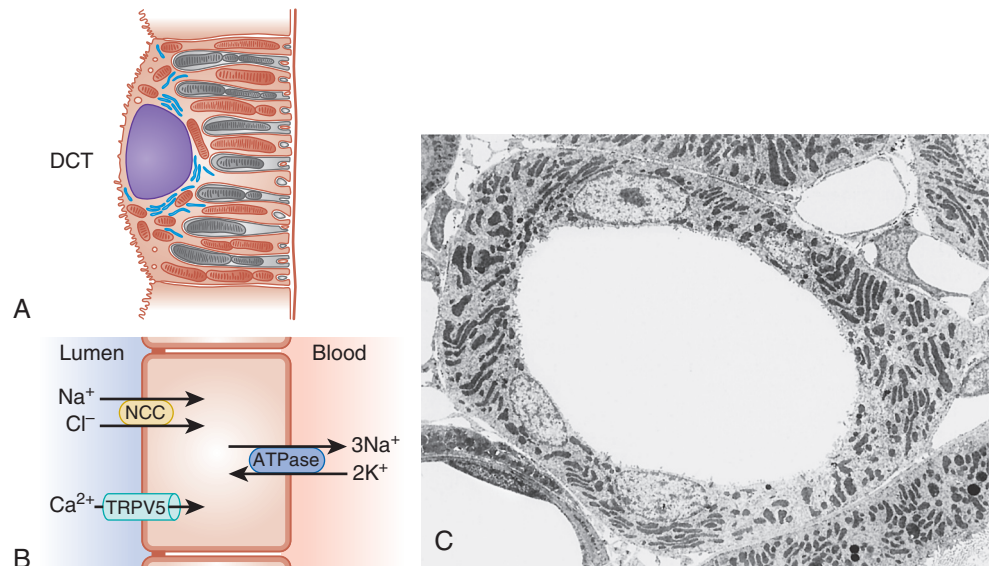 DCT
A
Lumen
Blood
Na⁺
NCC
Cl⁻
3Na⁺
ATPase
2K⁺
Ca²⁺
TRPV5
B
C